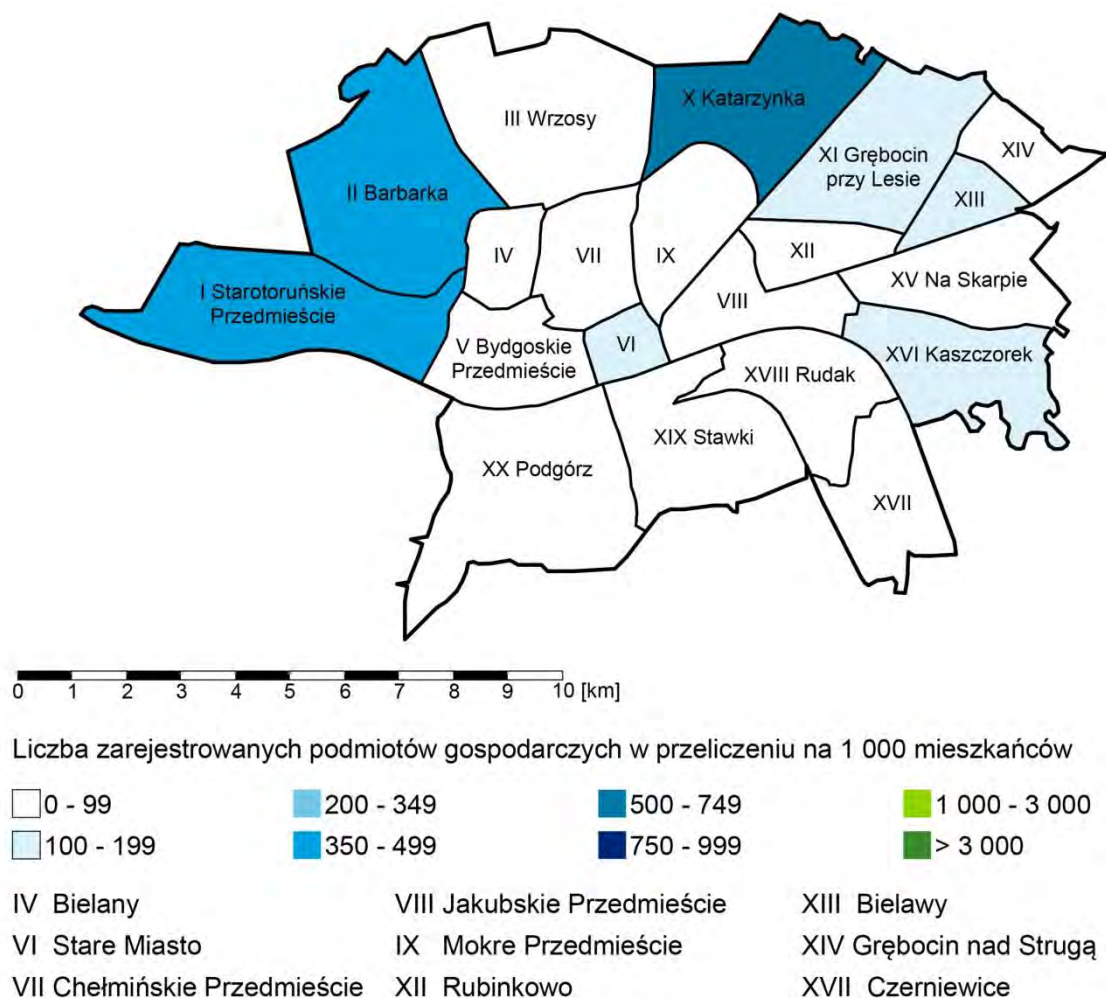 III Wrzosy
X Katarzynka
XI Grębocin
przy Lesie
XIV
XIII
II Barbarka
IV
VII
IX
XII
XV Na Skarpie
I Starotoruńskie
Przedmieście
VIII
V Bydgoskie
Przedmieście
VI
XVI Kaszczorek
XVIII Rudak
XIX Stawki
XX Podgórz
XVII
0 1 2 3 4 5 6 7 8 9 10 [km]
Liczba zarejestrowanych podmiotów gospodarczych w przeliczeniu na 1 000 mieszkańców
0 - 99 200 - 349 500 - 749 1 000 - 3 000
100 - 199 350 - 499 750 - 999 > 3 000
IV Bielany VIII Jakubskie Przedmieście XIII Bielawy
VI Stare Miasto IX Mokre Przedmieście XIV Grębocin nad Strugą
VII Chełmińskie Przedmieście XII Rubinkowo XVII Czerniewice